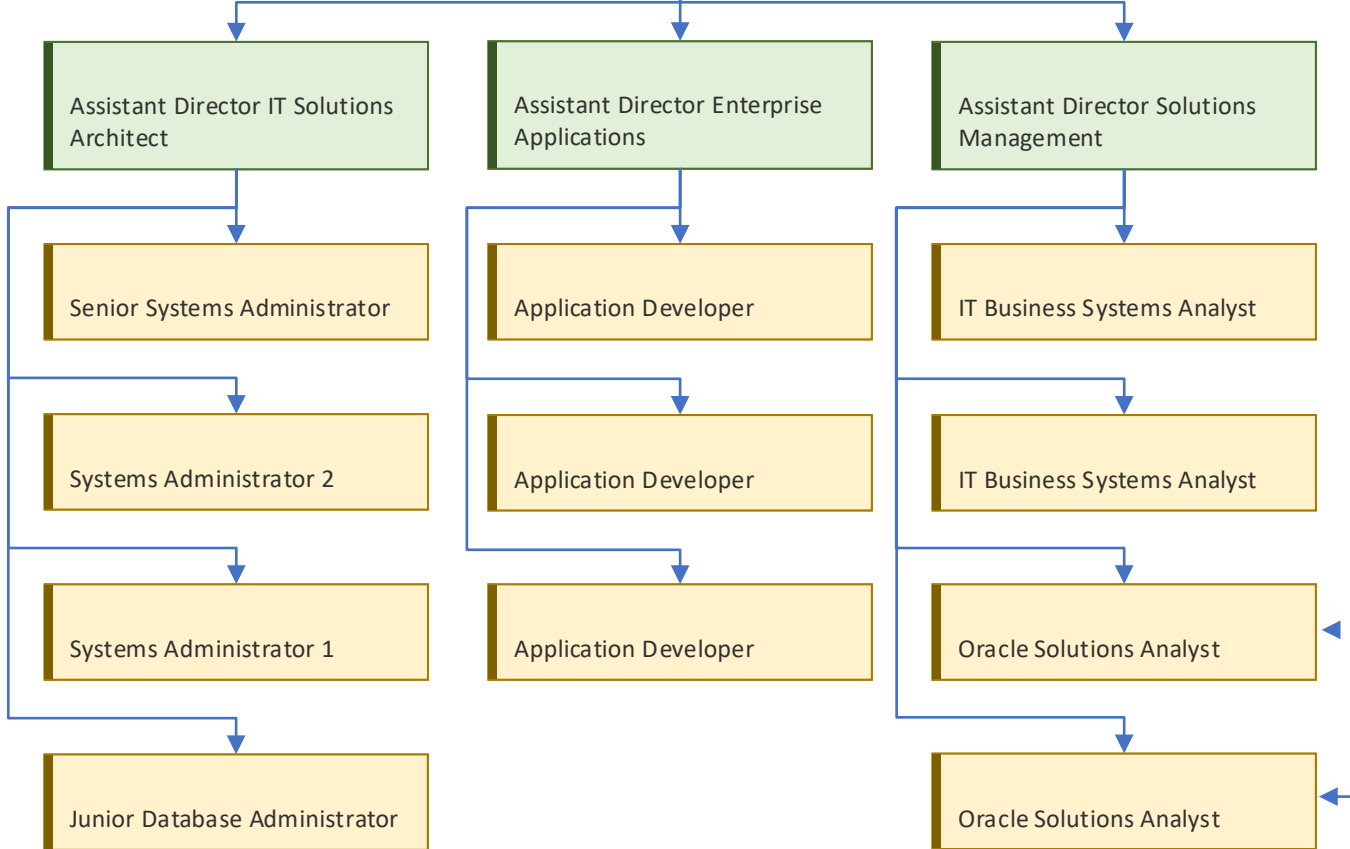 Assistant Director IT Solutions
Architect
Assistant Director Enterprise
Applications
Assistant Director Solutions
Management
Senior Systems Administrator
Application Developer
IT Business Systems Analyst
Systems Administrator 2
Application Developer
IT Business Systems Analyst
Systems Administrator 1
Application Developer
Oracle Solutions Analyst
Junior Database Administrator
Oracle Solutions Analyst